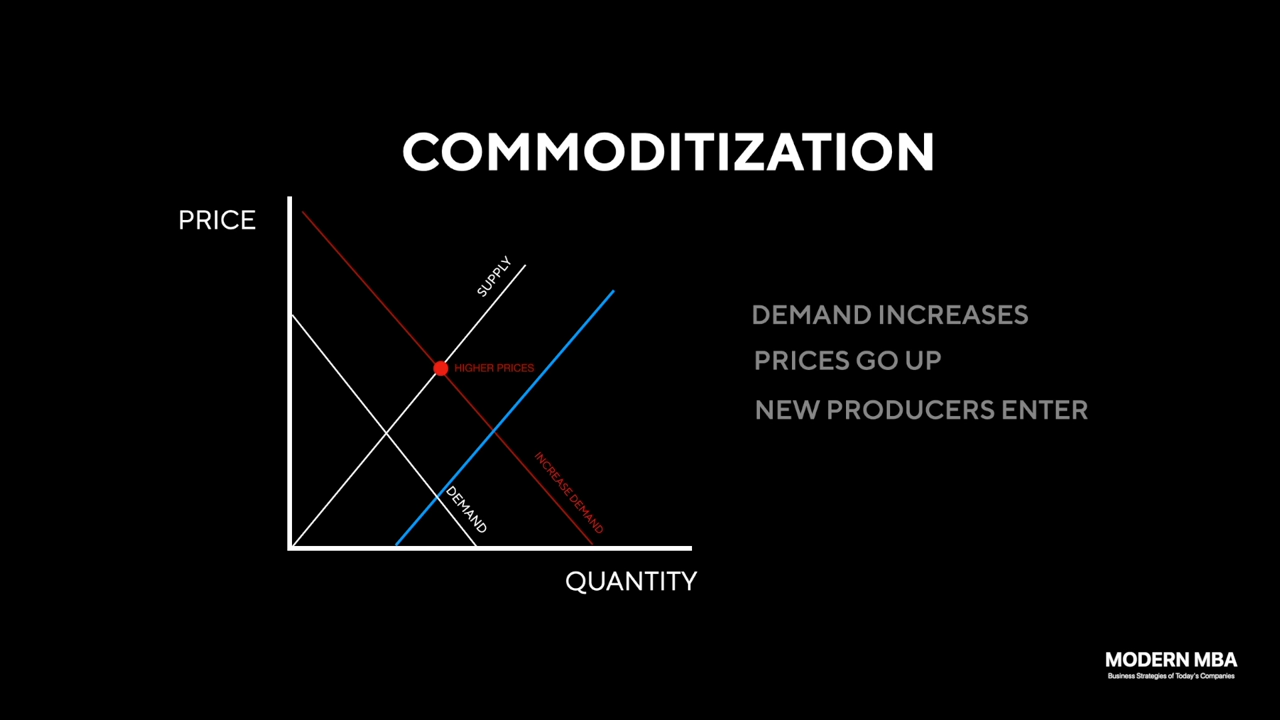 COMMODITIZATION
PRICE
SUPPLY
DEMAND INCREASES
PRICES GO UP
HIGHER PRICES
NEW PRODUCERS ENTER
INCREASE DEMAND
DEMAND
QUANTITY
MODERN MBA
Business Strategies of Today's Companies